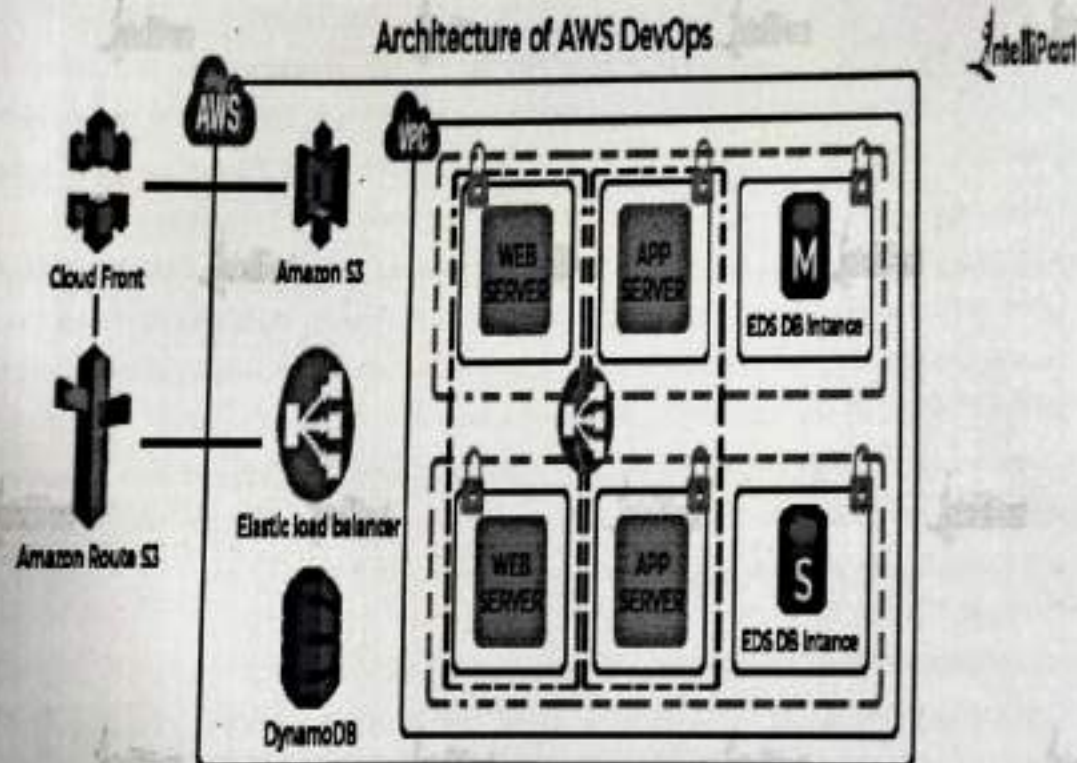 Architecture of AWS DevOps
IntelliPaat
AWS
VPC
Cloud Front
Amazon S3
WEB
SERVER
APP
SERVER
M
EDS DB Intance
Amazon Route S3
Elastic load balancer
WEB
SERVER
APP
SERVER
S
EDS DB Intance
DynamoDB